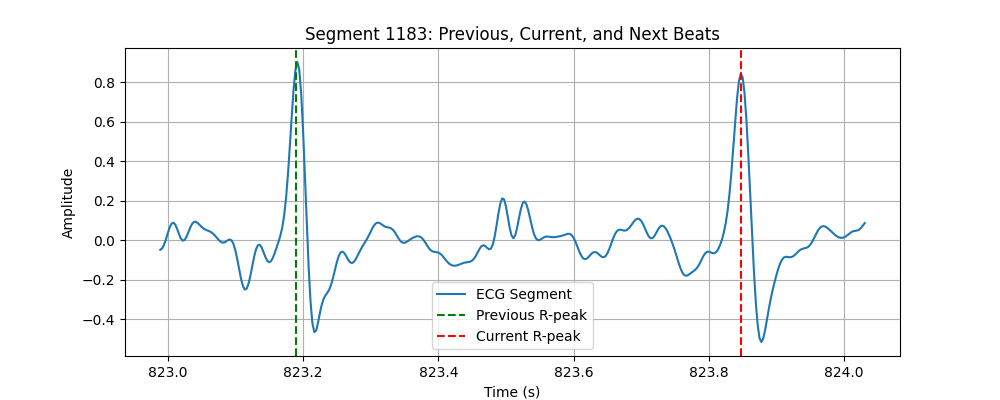 Segment 1183: Previous, Current, and Next Beats
0.8
0.6
0.4
0.2
0.0
−0.2
−0.4
Amplitude
ECG Segment
Previous R-peak
Current R-peak
823.0 823.2 823.4 823.6 823.8 824.0
Time (s)